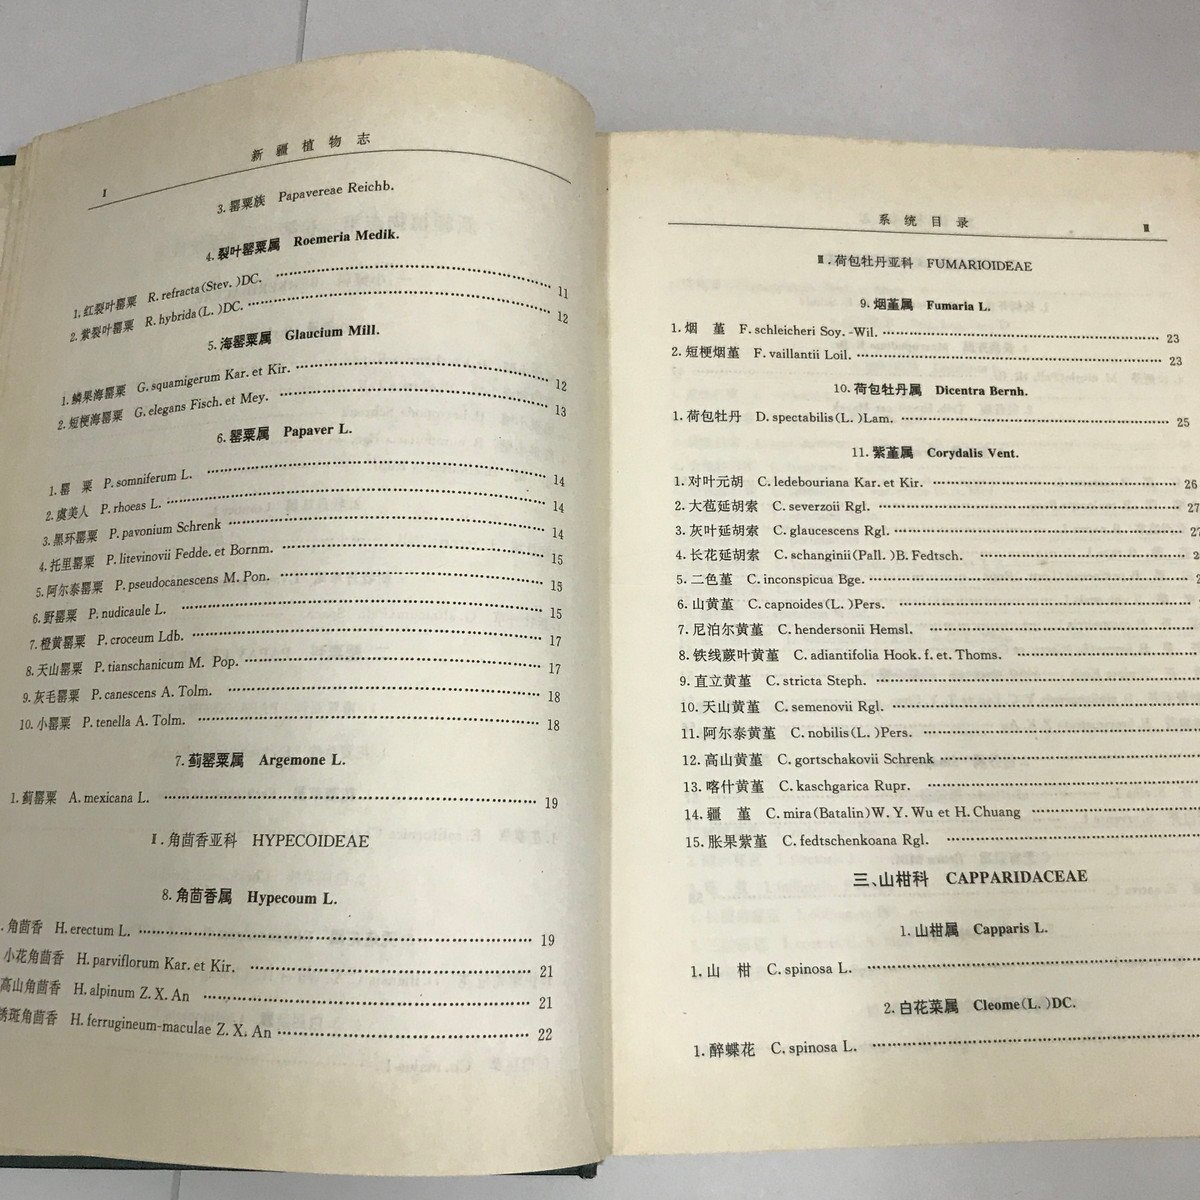 新疆植物志
Ⅱ
3.罂粟族 Papavereae Reichb.
4.裂叶罂粟属 Roemeria Medik.
1.红裂叶罂粟 R.refracta(Stev.)DC. 11
2.紫裂叶罂粟 R.hybrida(L.)DC. 12
5.海罂粟属 Glaucium Mill.
1.鳞果海罂粟 G.squamigerum Kar.et Kir. 12
2.短梗海罂粟 G.elegans Fisch.et Mey. 13
6.罂粟属 Papaver L.
1.罂 粟 P.somniferum L. 14
2.虞美人 P.rhoeas L. 14
3.黑环罂粟 P.pavonium Schrenk 14
4.托里罂粟 P.litevinovii Fedde.et Bornm. 15
5.阿尔泰罂粟 P.pseudocanescens M.Pon. 15
6.野罂粟 P.nudicaule L. 15
7.橙黄罂粟 P.croceum Ldb. 17
8.天山罂粟 P.tianschanicum M. Pop. 17
9.灰毛罂粟 P.canescens A.Tolm. 18
10.小罂粟 P.tenella A.Tolm. 18
7.蓟罂粟属 Argemone L.
1.蓟罂粟 A.mexicana L. 19
Ⅱ.角茴香亚科 HYPECOIDEAE
8.角茴香属 Hypecoum L.
.角茴香 H.erectum L. 19
小花角茴香 H.parviflorum Kar.et Kir. 21
高山角茴香 H.alpinum Z.X.An 21
锈斑角茴香 H.ferrugineum-maculae Z.X.An 22
系统目录
Ⅲ
Ⅲ.荷包牡丹亚科 FUMARIOIDEAE
9.烟堇属 Fumaria L.
1.烟 堇 F.schleicheri Soy.-Wil. 23
2.短梗烟堇 F.vaillantii Loil. 23
10.荷包牡丹属 Dicentra Bernh.
1.荷包牡丹 D.spectabilis(L.)Lam. 25
11.紫堇属 Corydalis Vent.
1.对叶元胡 C.ledebouriana Kar.et Kir. 26
2.大苞延胡索 C.severzoii Rgl. 27
3.灰叶延胡索 C.glaucescens Rgl. 27
4.长花延胡索 C.schanginii(Pall.)B.Fedtsch.
5.二色堇 C.inconspicua Bge.
6.山黄堇 C.capnoides(L.)Pers.
7.尼泊尔黄堇 C.hendersonii Hemsl.
8.铁线蕨叶黄堇 C.adiantifolia Hook.f.et.Thoms.
9.直立黄堇 C.stricta Steph.
10.天山黄堇 C.semenovii Rgl.
11.阿尔泰黄堇 C.nobilis(L.)Pers.
12.高山黄堇 C.gortschakovii Schrenk
13.喀什黄堇 C.kaschgarica Rupr.
14.疆 堇 C.mira(Batalin)W.Y.Wu et H.Chuang
15.胀果紫堇 C.fedtschenkoana Rgl.
三、山柑科 CAPPARIDACEAE
1.山柑属 Capparis L.
1.山 柑 C.spinosa L.
2.白花菜属 Cleome(L.)DC.
1.醉蝶花 C.spinosa L.